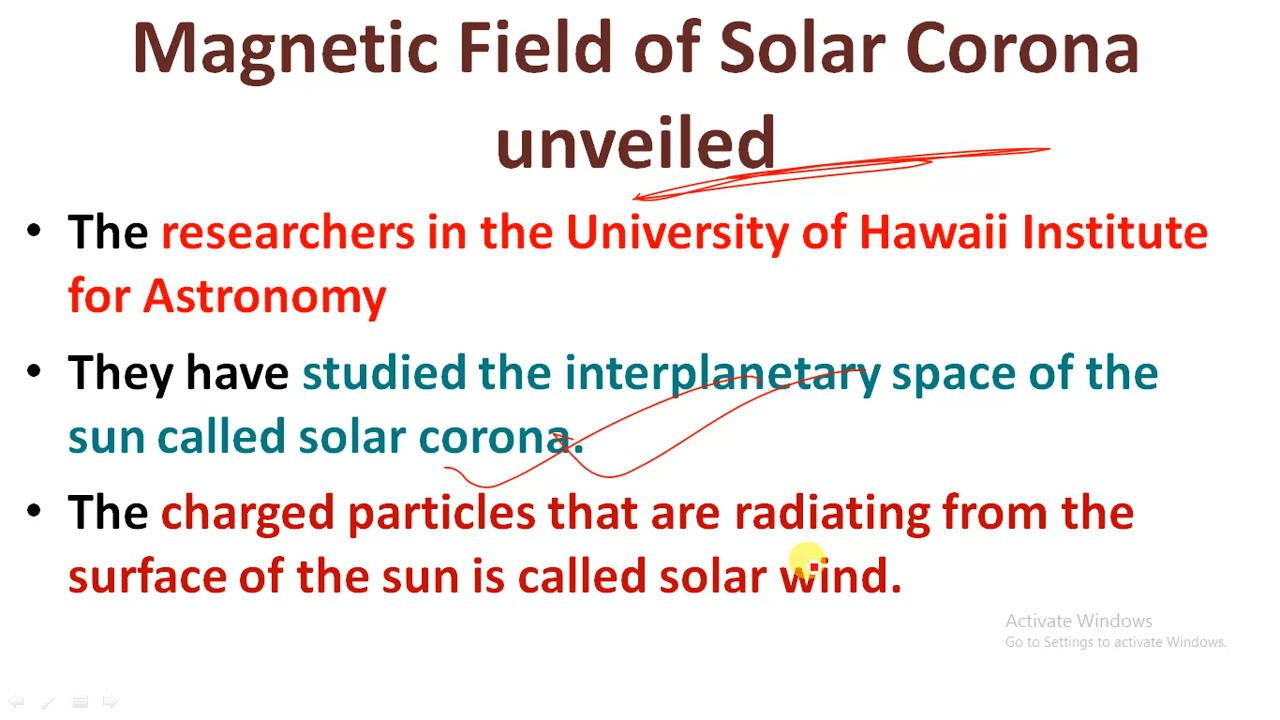 Magnetic Field of Solar Corona
unveiled
• The researchers in the University of Hawaii Institute
for Astronomy
• They have studied the interplanetary space of the
sun called solar corona.
• The charged particles that are radiating from the
surface of the sun is called solar wind.
Activate Windows
Go to Settings to activate Windows.